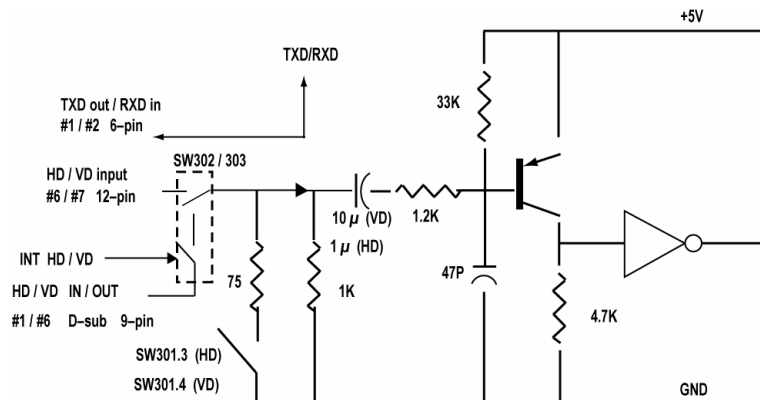 +5V
TXD/RXD
33K
TXD out / RXD in
#1 / #2 6–pin
SW302 / 303
HD / VD input
#6 / #7 12–pin
10 µ (VD)
1.2K
1 µ (HD)
INT HD / VD
47P
75
1K
HD / VD IN / OUT
#1 / #6 D–sub 9–pin
4.7K
SW301.3 (HD)
SW301.4 (VD)
GND